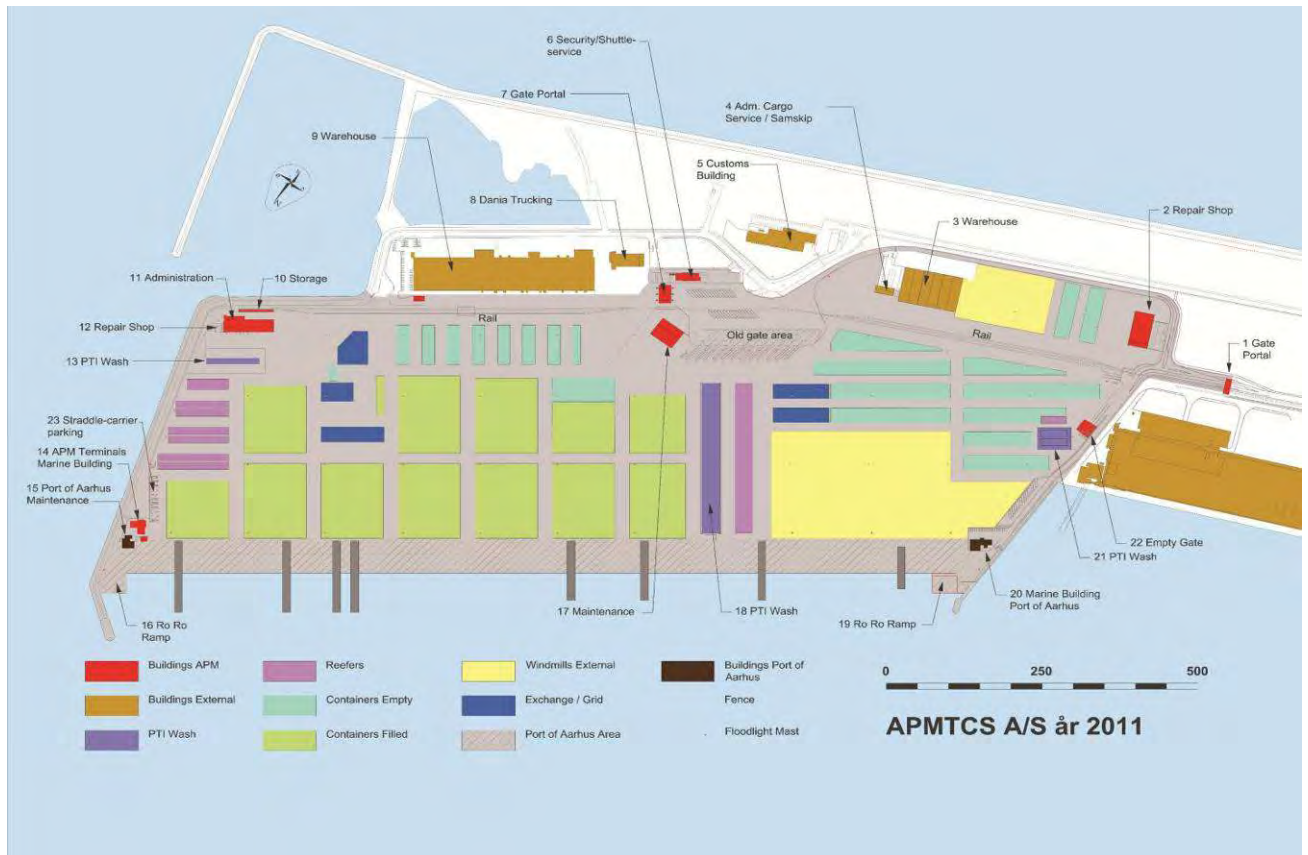 6 Security/Shuttle-
service
7 Gate Portal
4 Adm. Cargo
Service / Samskip
9 Warehouse
5 Customs
Building
8 Dania Trucking
2 Repair Shop
3 Warehouse
N
11 Administration
10 Storage
12 Repair Shop
Rail
Old gate area
Rail
13 PTI Wash
1 Gate
Portal
23 Straddle-carrier
parking
14 APM Terminals
Marine Building
15 Port of Aarhus
Maintenance
22 Empty Gate
21 PTI Wash
16 Ro Ro
Ramp
17 Maintenance
18 PTI Wash
19 Ro Ro Ramp
20 Marine Building
Port of Aarhus
Buildings APM
Reefers
Windmills External
Buildings Port of
Aarhus
0 250 500
Buildings External
Containers Empty
Exchange / Grid
Fence
PTI Wash
Containers Filled
Port of Aarhus Area
Floodlight Mast
APMTCS A/S år 2011